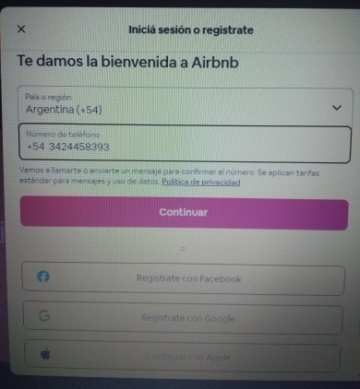 Iniciá sesión o registrate
Te damos la bienvenida a Airbnb
País o región
Argentina (+54)
Número de teléfono
+54 3424458393
Vamos a llamarte o enviarte un mensaje para confirmar el número. Se aplican tarifas
estándar para mensajes y uso de datos. Política de privacidad
Continuar
o
Registrate con Facebook
Registrate con Google
Continuar con Apple